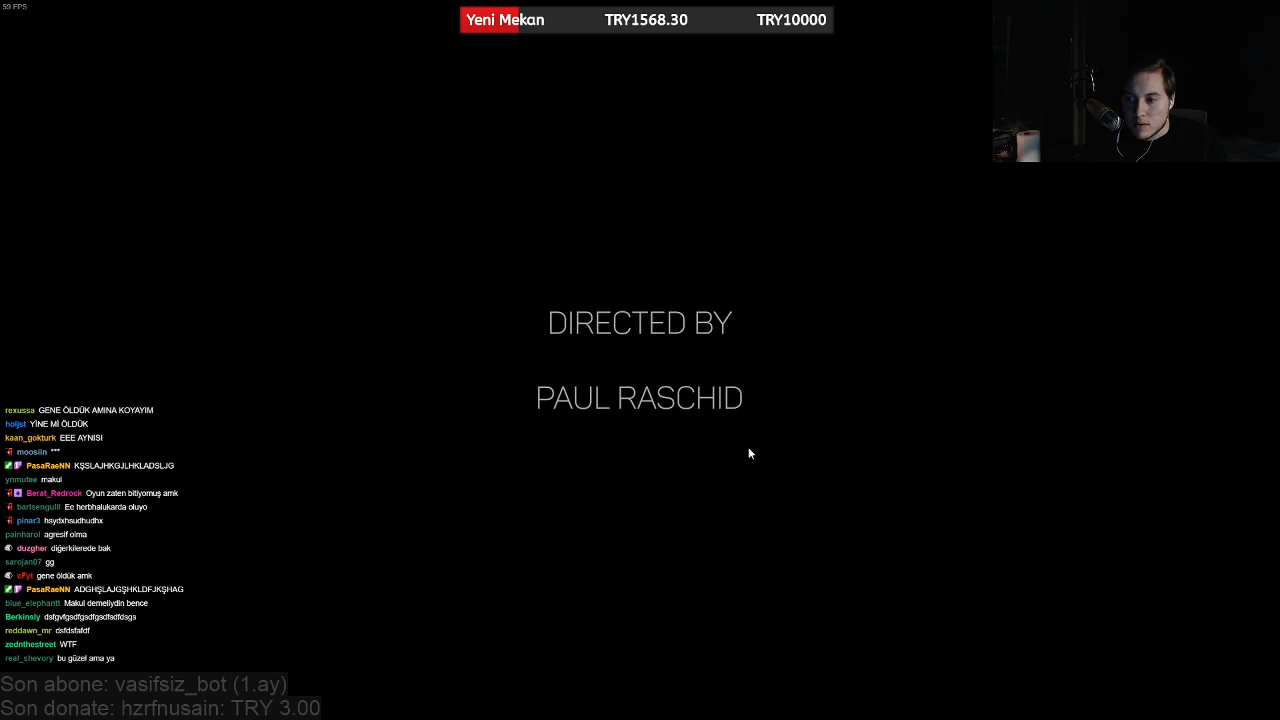 59 FPS
Yeni Mekan TRY1568.30 TRY10000
DIRECTED BY
PAUL RASCHID
rexussa GENE ÖLDÜK AMINA KOYAYIM
holjst YİNE Mİ ÖLDÜK
kaan_gokturk EEE AYNISI
moosiin ***
PasaRaeNN KŞSLAJHKGJLHKLADSLJG
ynmutee makul
Berat_Redrock Oyun zaten bitiyomuş amk
barisengulll Ee herbhalukarda oluyo
pinar3 hsydxhsudhudhx
painharol agresif olma
duzgher diğerkilerede bak
sarojan07 gg
cFyi gene öldük amk
PasaRaeNN ADGHŞLAJGŞHKLDFJKŞHAG
blue_elephantt Makul demeliydin bence
Berkinsly dsfgvfgsdfgsdfgsdfsdfdsgs
reddawn_mr dsfdsfafdf
zednthestreet WTF
real_shevory bu güzel ama ya
Son abone: vasifsiz_bot (1.ay)
Son donate: hzrfnusain: TRY 3.00